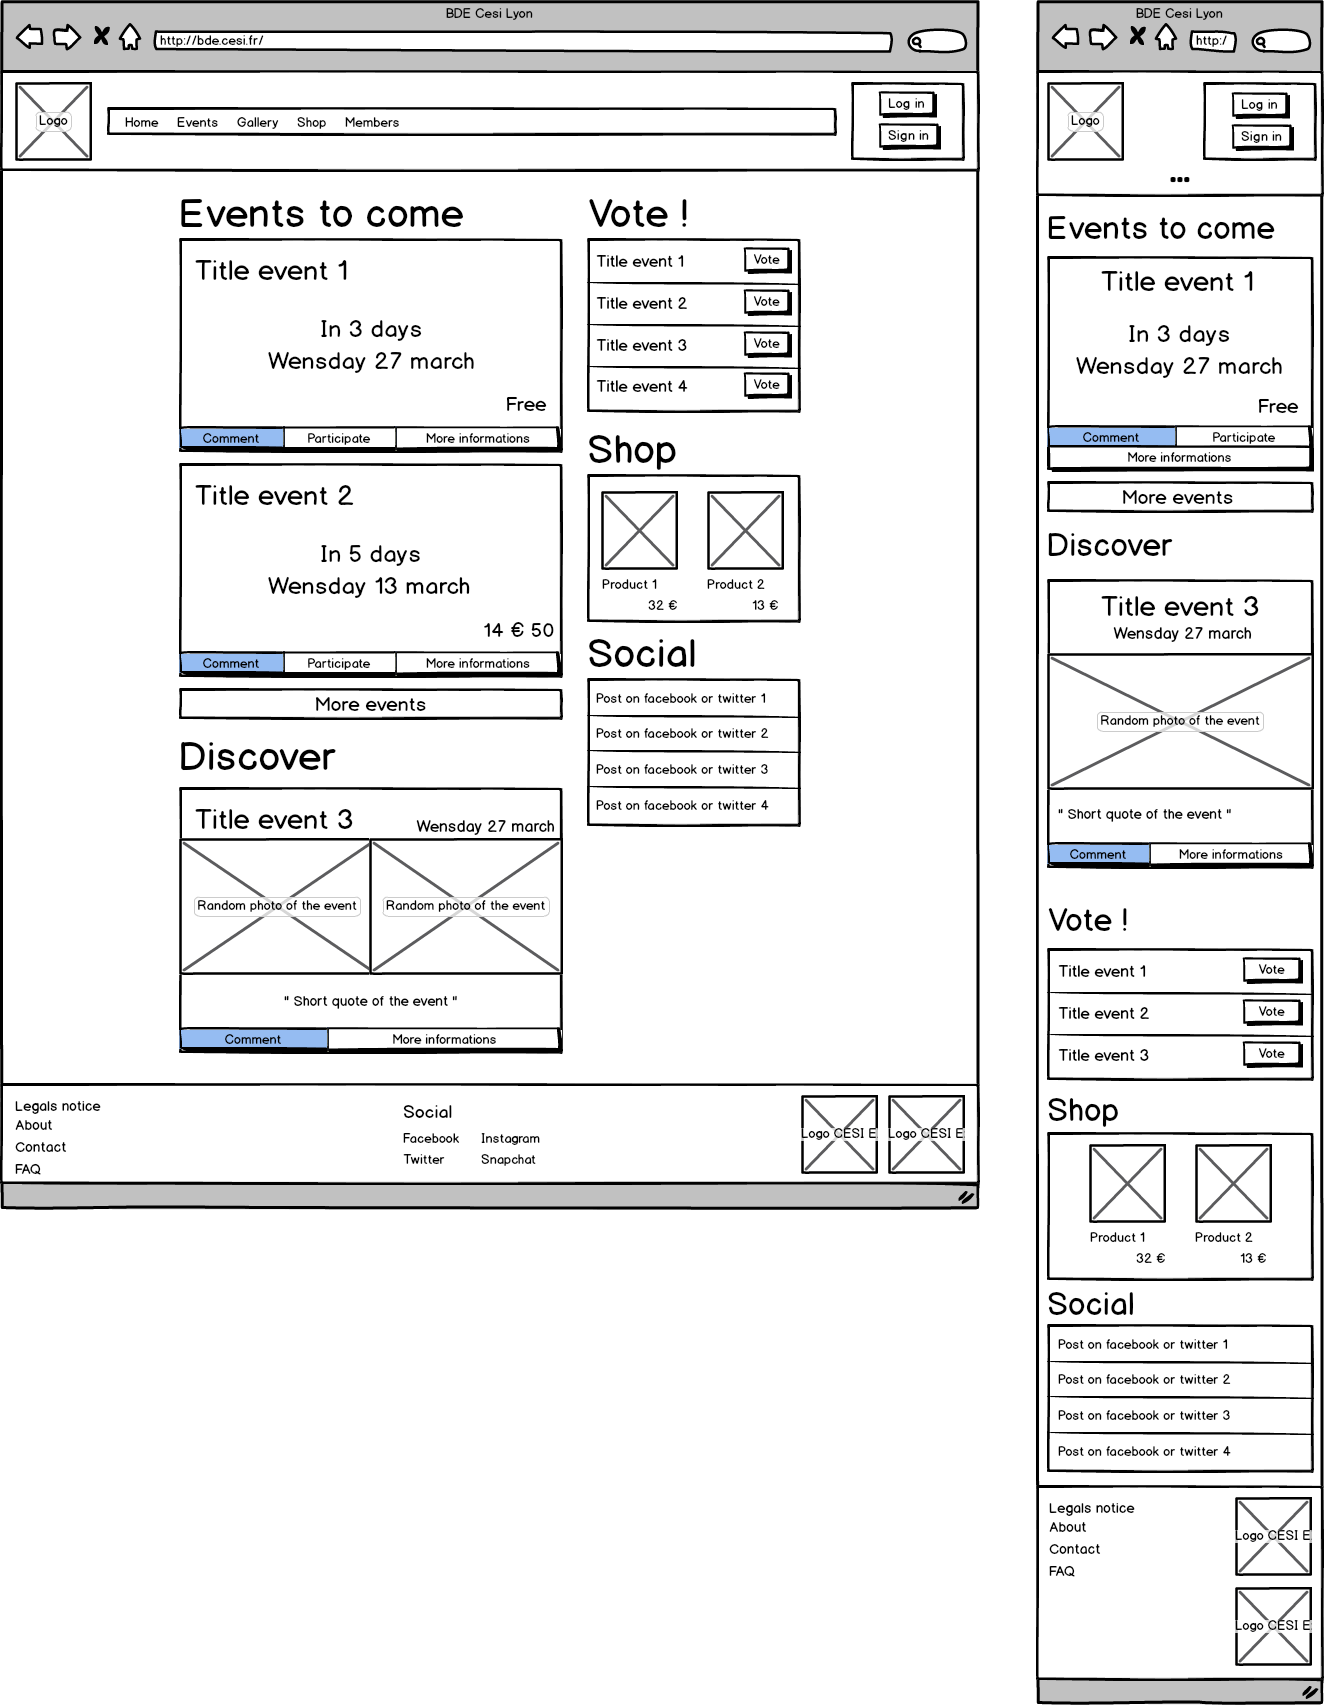 BDE Cesi Lyon
http://bde.cesi.fr/
Logo
Home Events Gallery Shop Members
Log in
Sign in
Events to come
Title event 1
In 3 days
Wensday 27 march
Free
Comment Participate More informations
Title event 2
In 5 days
Wensday 13 march
14 € 50
Comment Participate More informations
More events
Discover
Title event 3
Wensday 27 march
Random photo of the event Random photo of the event
" Short quote of the event "
Comment More informations
Vote !
Title event 1 Vote
Title event 2 Vote
Title event 3 Vote
Title event 4 Vote
Shop
Product 1 Product 2
32 € 13 €
Social
Post on facebook or twitter 1
Post on facebook or twitter 2
Post on facebook or twitter 3
Post on facebook or twitter 4
Legals notice
About
Contact
FAQ
Social
Facebook Instagram
Twitter Snapchat
Logo CESI E Logo CESI E
BDE Cesi Lyon
http:/
Logo
Log in
Sign in
Events to come
Title event 1
In 3 days
Wensday 27 march
Free
Comment Participate
More informations
More events
Discover
Title event 3
Wensday 27 march
Random photo of the event
" Short quote of the event "
Comment More informations
Vote !
Title event 1 Vote
Title event 2 Vote
Title event 3 Vote
Shop
Product 1 Product 2
32 € 13 €
Social
Post on facebook or twitter 1
Post on facebook or twitter 2
Post on facebook or twitter 3
Post on facebook or twitter 4
Legals notice
About
Contact
FAQ
Logo CESI E
Logo CESI E